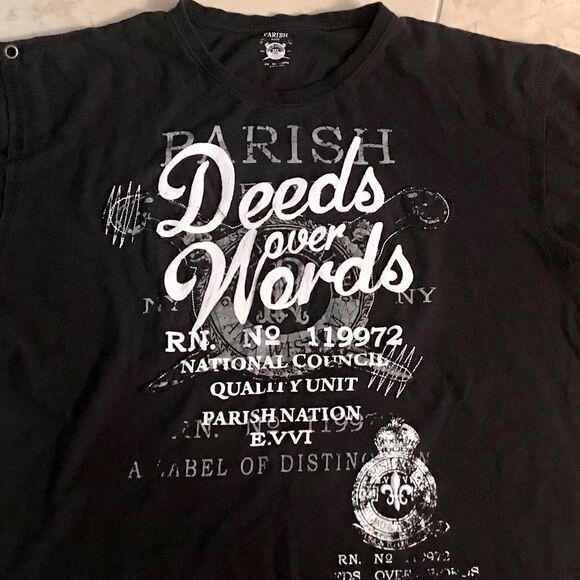 PARISH
PARISH
Deeds
over
Words
NY NY
RN. Nº 119972
NATIONAL COUNCIL
QUALITY UNIT
PARISH NATION
E.VVI
A LABEL OF DISTINCTION
RN. Nº
OVER